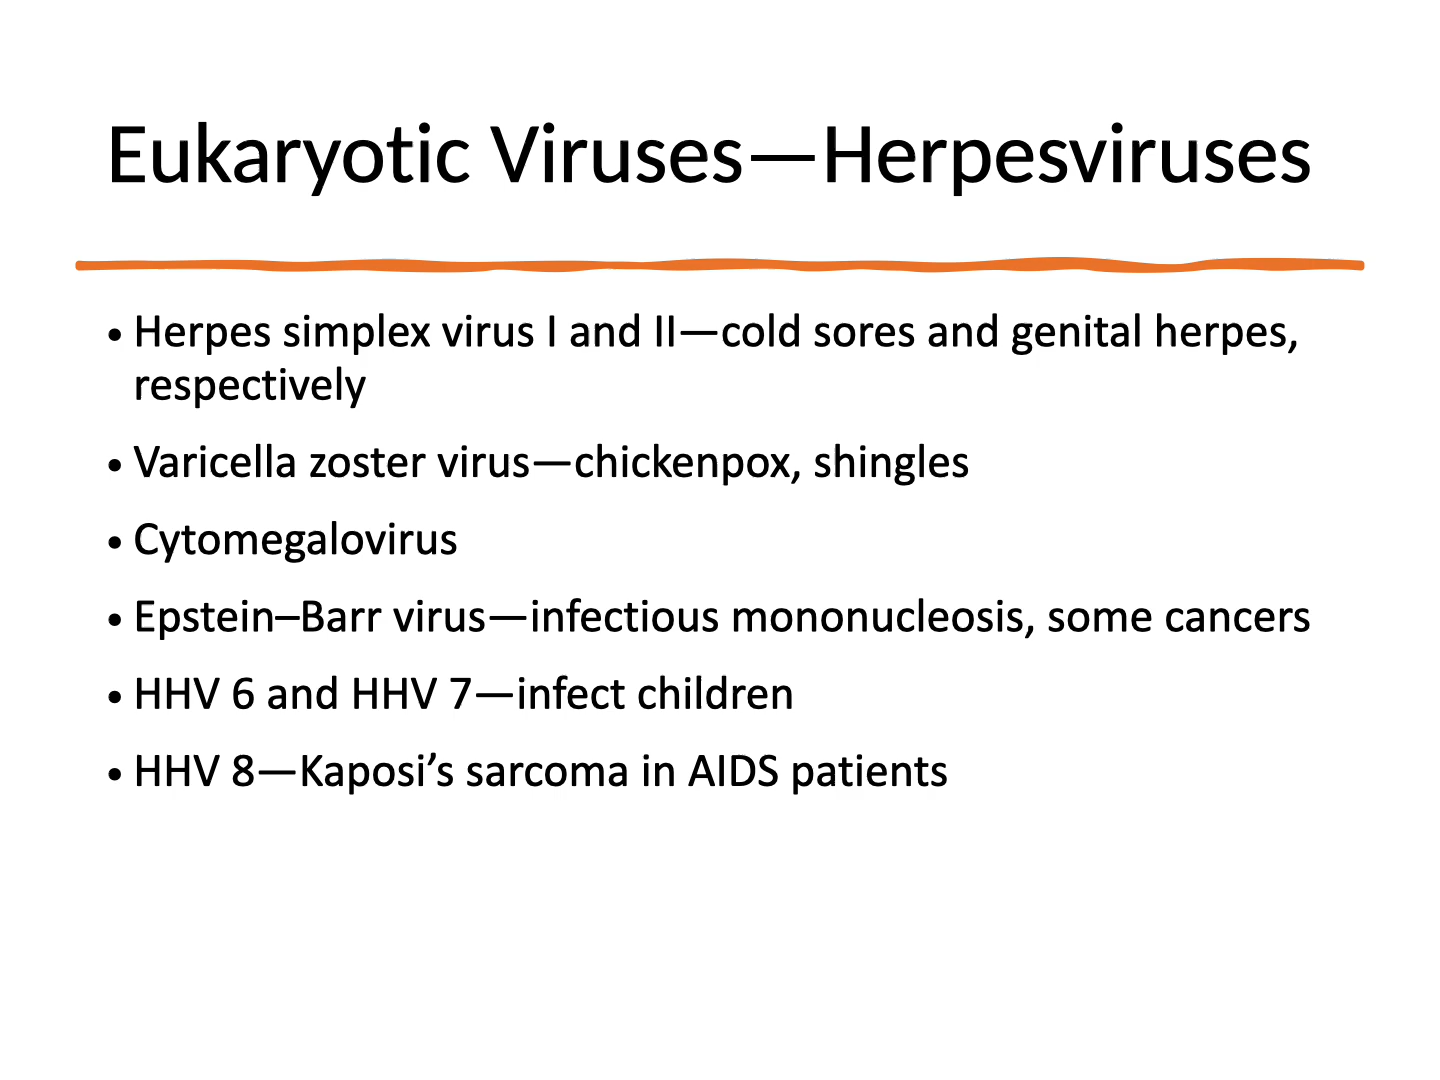 Eukaryotic Viruses—Herpesviruses
• Herpes simplex virus I and II—cold sores and genital herpes,
respectively
• Varicella zoster virus—chickenpox, shingles
• Cytomegalovirus
• Epstein–Barr virus—infectious mononucleosis, some cancers
• HHV 6 and HHV 7—infect children
• HHV 8—Kaposi’s sarcoma in AIDS patients